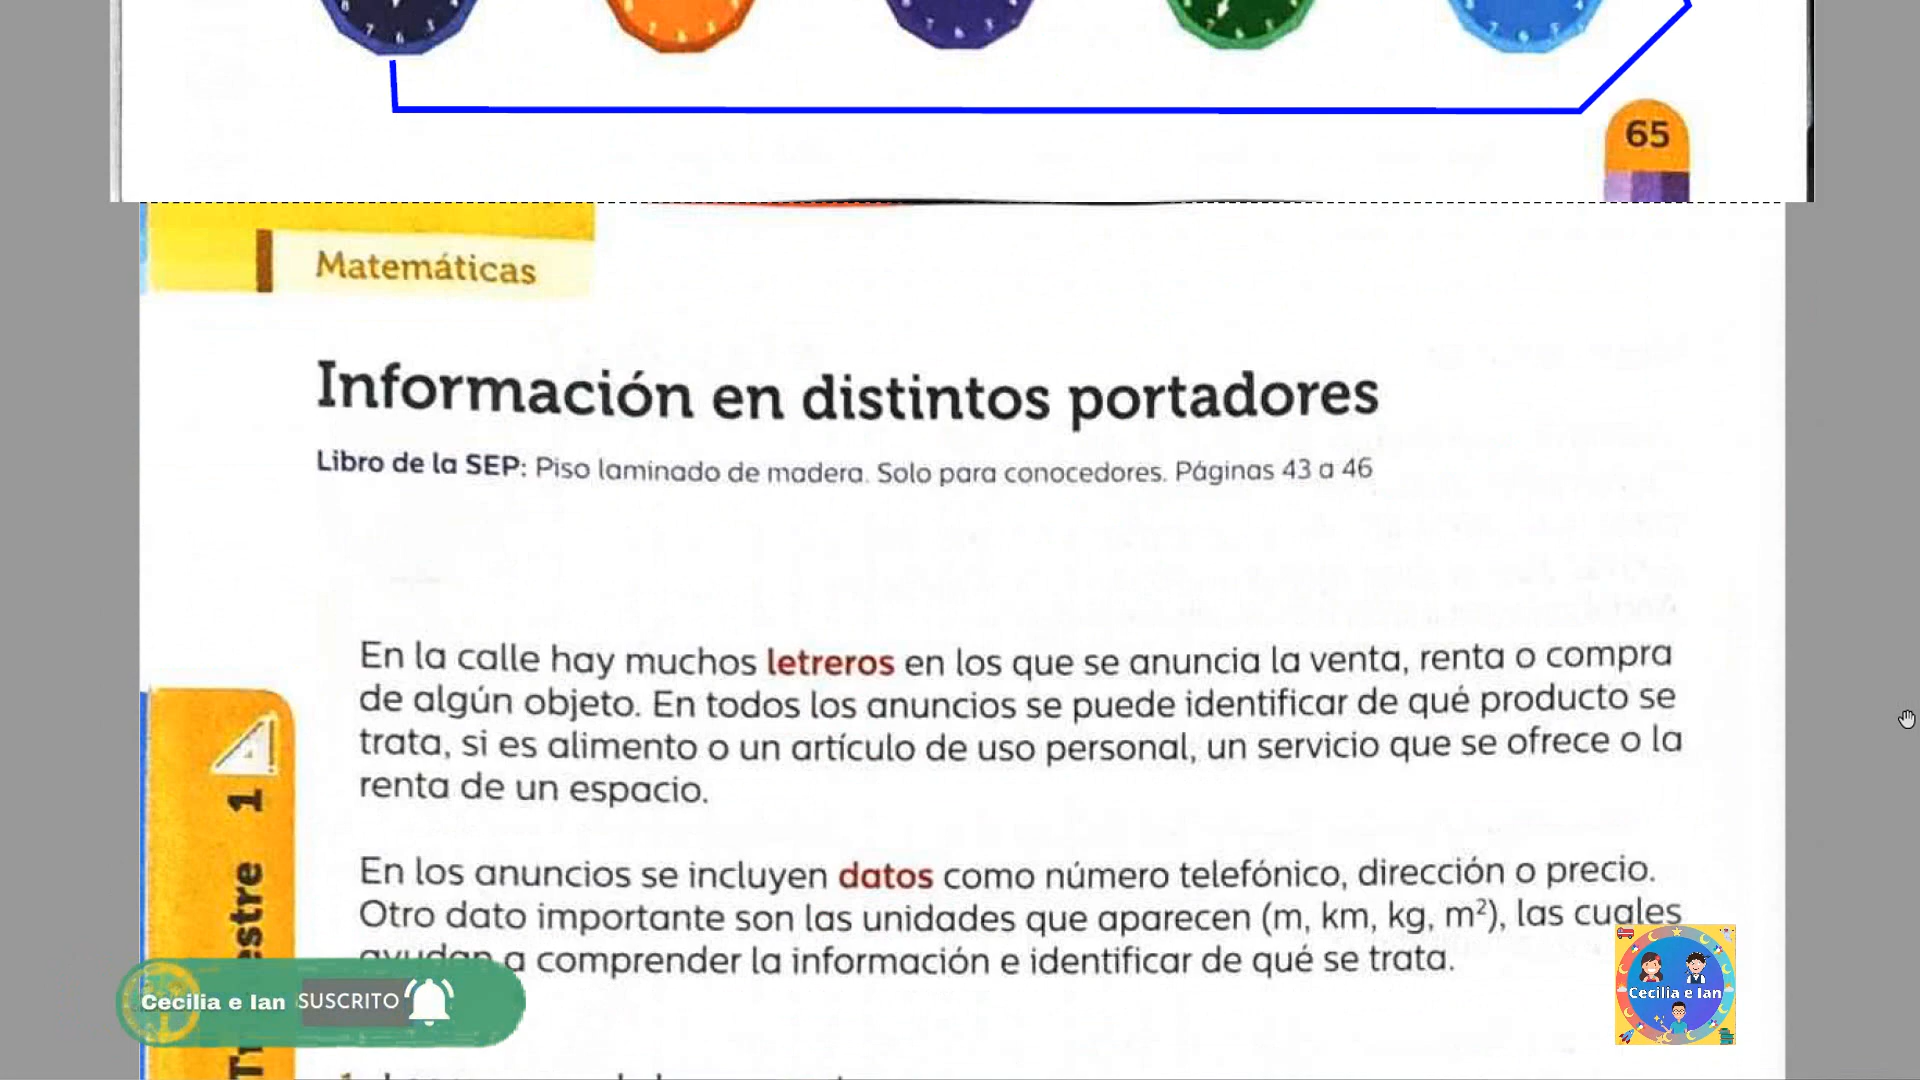 65
Matemáticas
Información en distintos portadores
Libro de la SEP: Piso laminado de madera. Solo para conocedores. Páginas 43 a 46
En la calle hay muchos letreros en los que se anuncia la venta, renta o compra
de algún objeto. En todos los anuncios se puede identificar de qué producto se
trata, si es alimento o un artículo de uso personal, un servicio que se ofrece o la
renta de un espacio.
1
En los anuncios se incluyen datos como número telefónico, dirección o precio.
Otro dato importante son las unidades que aparecen (m, km, kg, m²), las cuales
ayudan a comprender la información e identificar de qué se trata.
Cecilia e Ian SUSCRITO
Cecilia e Ian